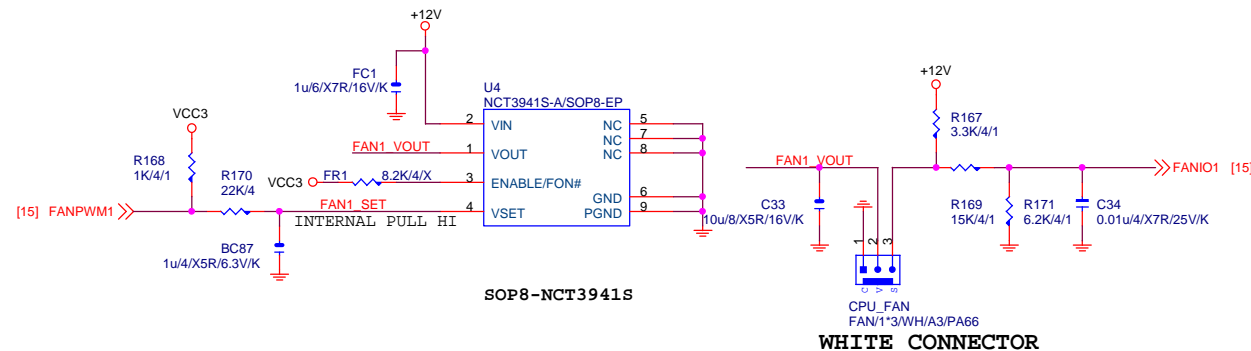 +12V
FC1
1u/6/X7R/16V/K
U4
NCT3941S-A/SOP8-EP
VCC3
2 VIN NC 5
NC 7
FAN1_VOUT 1 VOUT NC 8
R168
1K/4/1
R170
22K/4
VCC3 FR1 8.2K/4/X 3 ENABLE/FON#
GND 6
[15] FANPWM1 FAN1_SET 4 VSET PGND 9
INTERNAL PULL HI
BC87
1u/4/X5R/6.3V/K
SOP8-NCT3941S
+12V
R167
3.3K/4/1
FAN1_VOUT
FANIO1 [15]
C33
10u/8/X5R/16V/K
R169
15K/4/1
R171
6.2K/4/1
C34
0.01u/4/X7R/25V/K
1 2 3
C V S
CPU_FAN
FAN/1*3/WH/A3/PA66
WHITE CONNECTOR